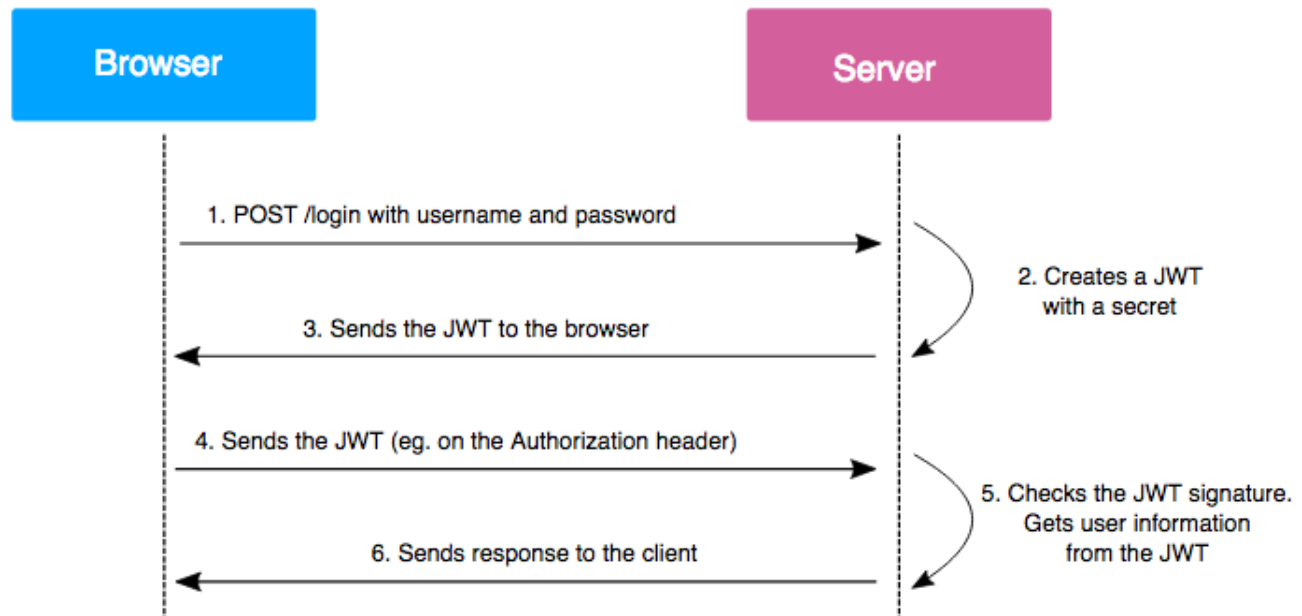 Browser
Server
1. POST /login with username and password
2. Creates a JWT
with a secret
3. Sends the JWT to the browser
4. Sends the JWT (eg. on the Authorization header)
5. Checks the JWT signature.
Gets user information
from the JWT
6. Sends response to the client